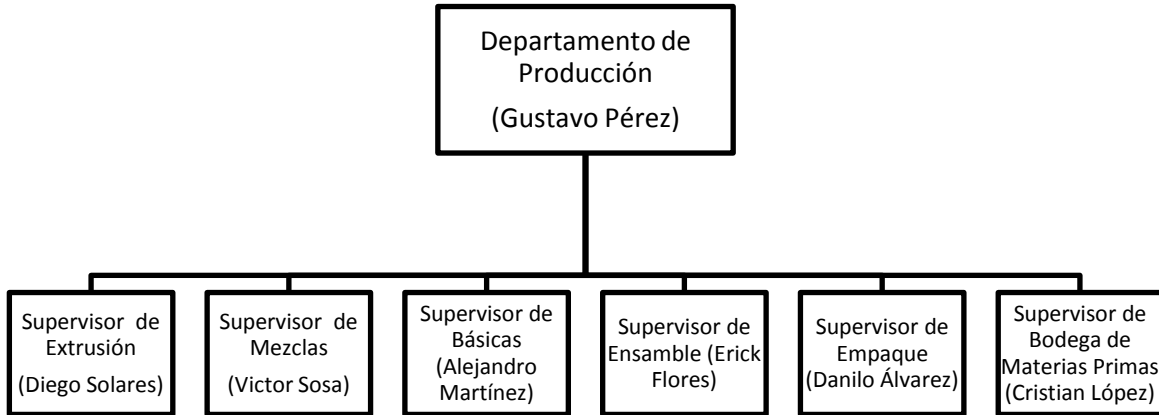 Departamento de
Producción
(Gustavo Pérez)
Supervisor de
Extrusión
(Diego Solares)
Supervisor de
Mezclas
(Victor Sosa)
Supervisor de
Básicas
(Alejandro
Martínez)
Supervisor de
Ensamble (Erick
Flores)
Supervisor de
Empaque
(Danilo Álvarez)
Supervisor de
Bodega de
Materias Primas
(Cristian López)